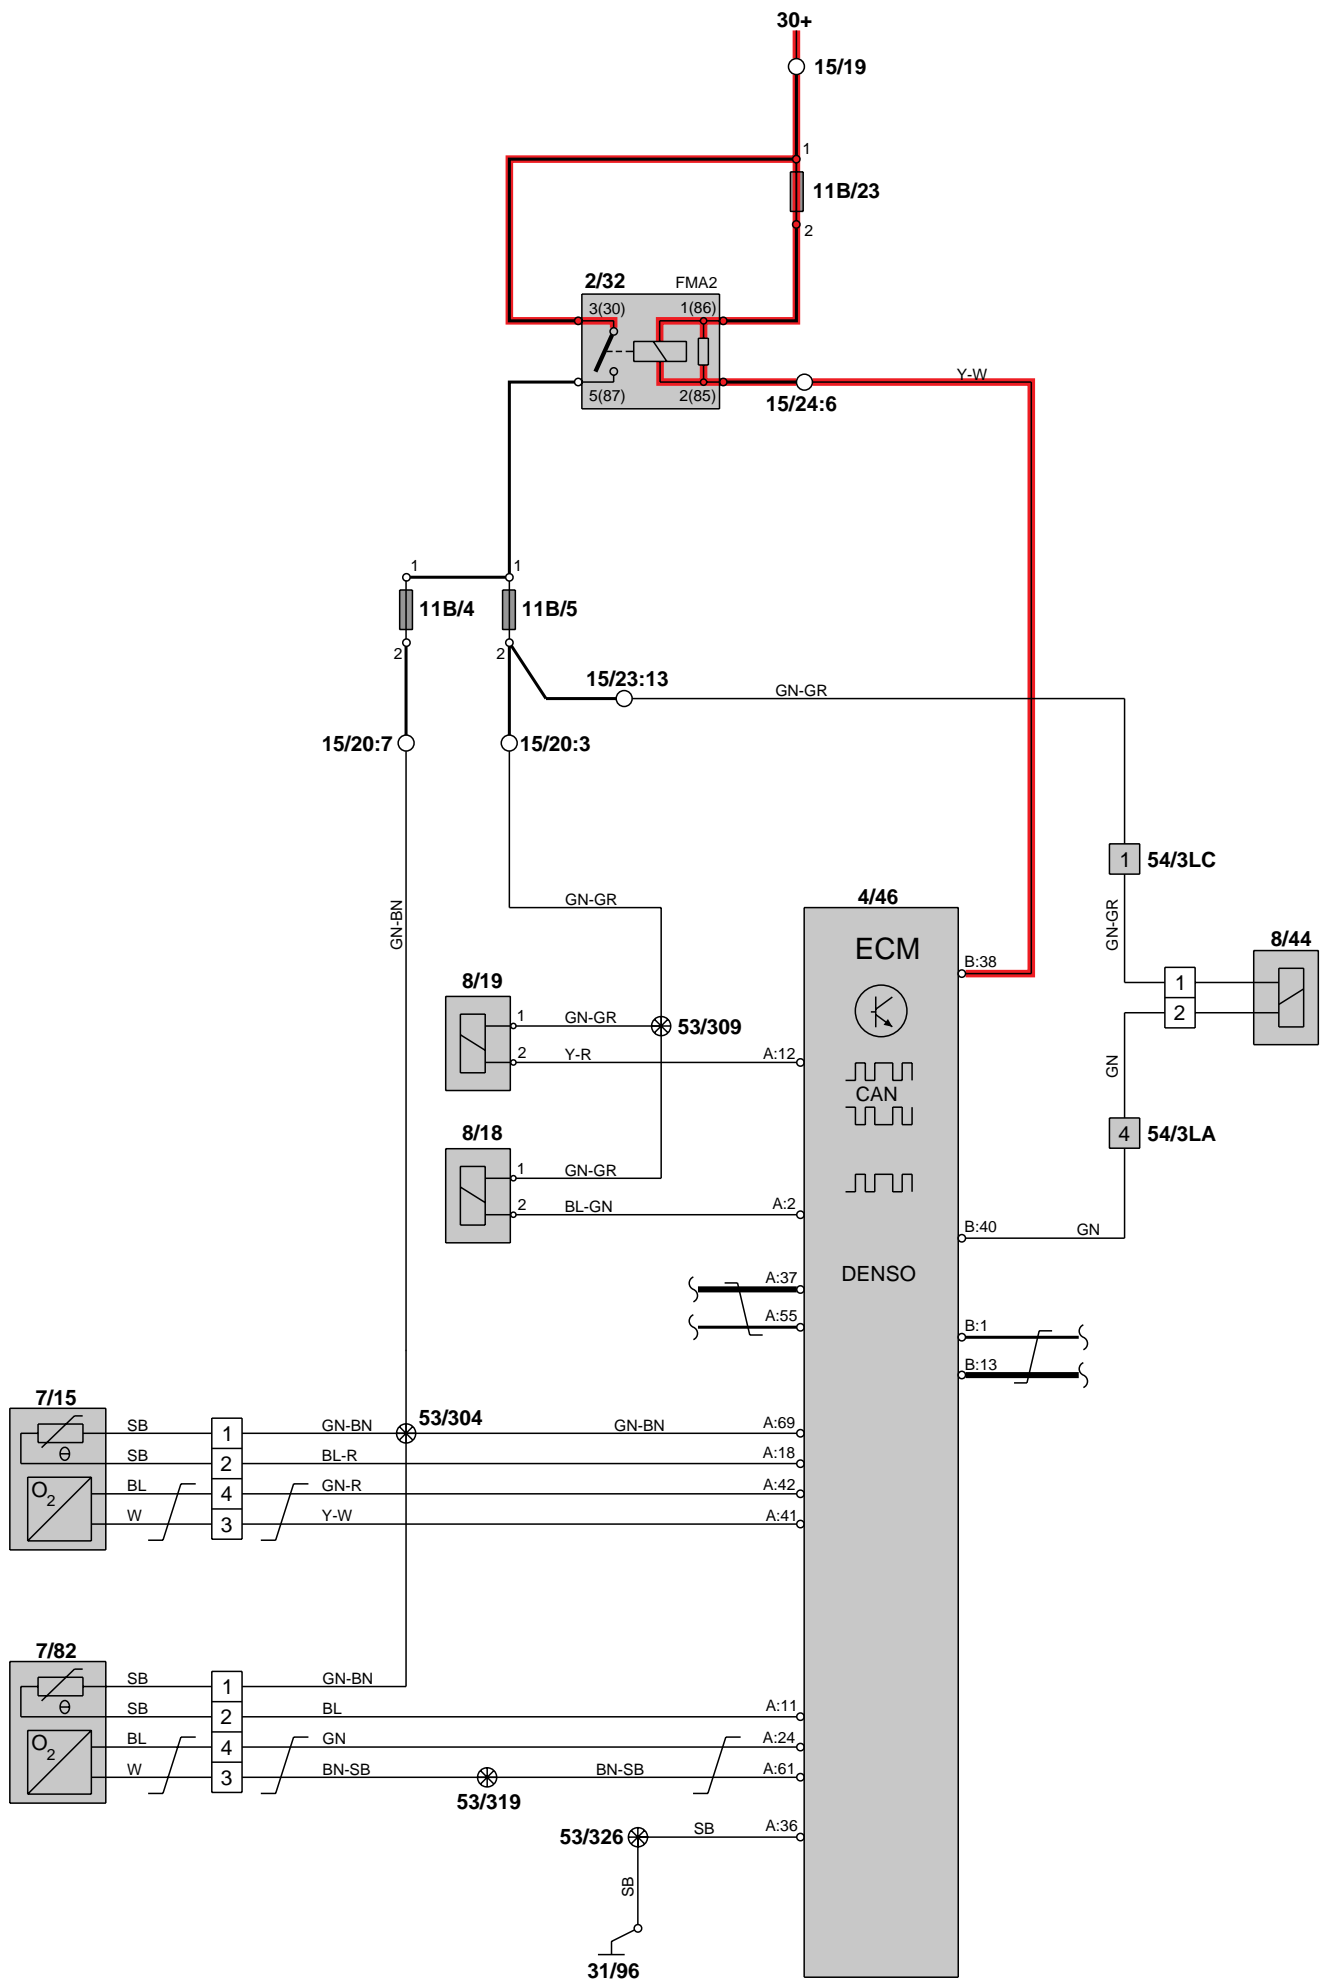 30+
15/19
1
11B/23
2
2/32 FMA2
3(30) 1(86)
5(87) 2(85)
Y-W
15/24:6
1 1
11B/4 11B/5
2 2
15/23:13
GN-GR
15/20:7 15/20:3
1 54/3LC
GN-GR
GN-BN
4/46
GN-GR
ECM
8/44
B:38
8/19
1 GN-GR
53/309
1
2
2 Y-R A:12
CAN
GN
4 54/3LA
8/18
1 GN-GR
2 BL-GN A:2
B:40 GN
DENSO
A:37
A:55
B:1
B:13
7/15
53/304
SB 1 GN-BN GN-BN A:69
θ
SB 2 BL-R A:18
O2
BL 4 GN-R A:42
W 3 Y-W A:41
7/82
SB 1 GN-BN
θ
SB 2 BL A:11
O2
BL 4 GN A:24
W 3 BN-SB BN-SB A:61
53/319
53/326 SB A:36
SB
31/96